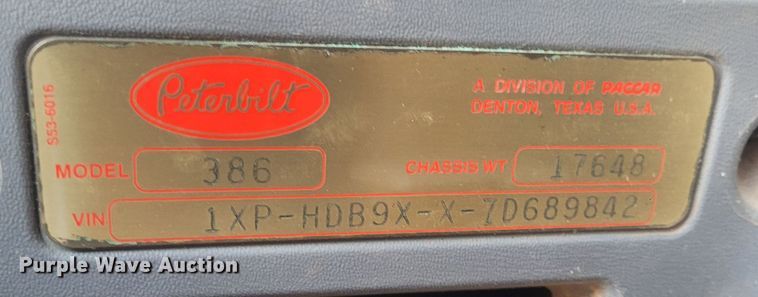 Peterbilt
A DIVISION OF PACCAR
DENTON, TEXAS U.S.A.
S53-6016
MODEL 386 CHASSIS WT 17648
VIN 1XP-HDB9X-X-7D689842
Purple Wave Auction